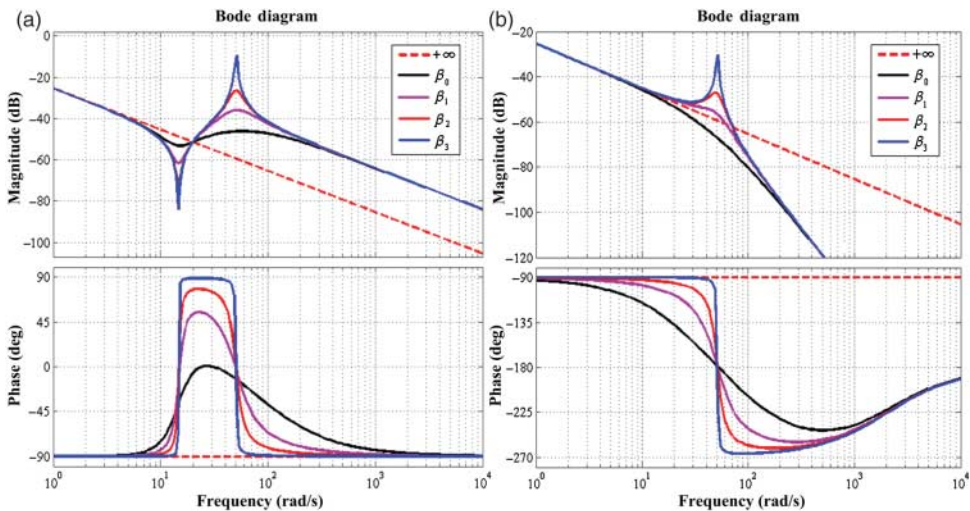 (a)
Bode diagram
0
−20
−40
−60
−80
−100
Magnitude (dB)
+∞
β0
β1
β2
β3
90
45
0
−45
−90
Phase (deg)
10^0
10^1
10^2
10^3
10^4
Frequency (rad/s)
(b)
Bode diagram
−20
−40
−60
−80
−100
−120
Magnitude (dB)
+∞
β0
β1
β2
β3
−90
−135
−180
−225
−270
Phase (deg)
10^0
10^1
10^2
10^3
10^4
Frequency (rad/s)